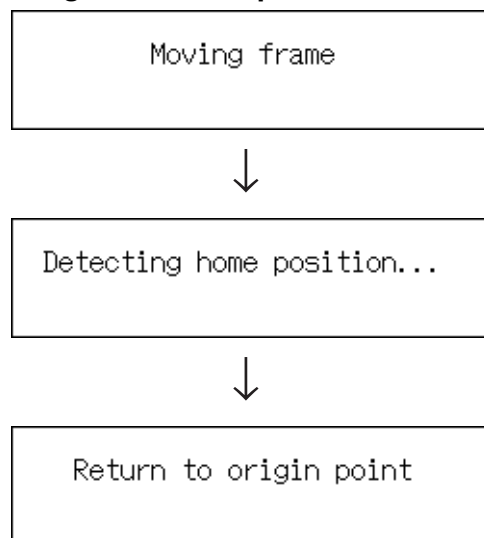 Moving frame
Detecting home position...
Return to origin point